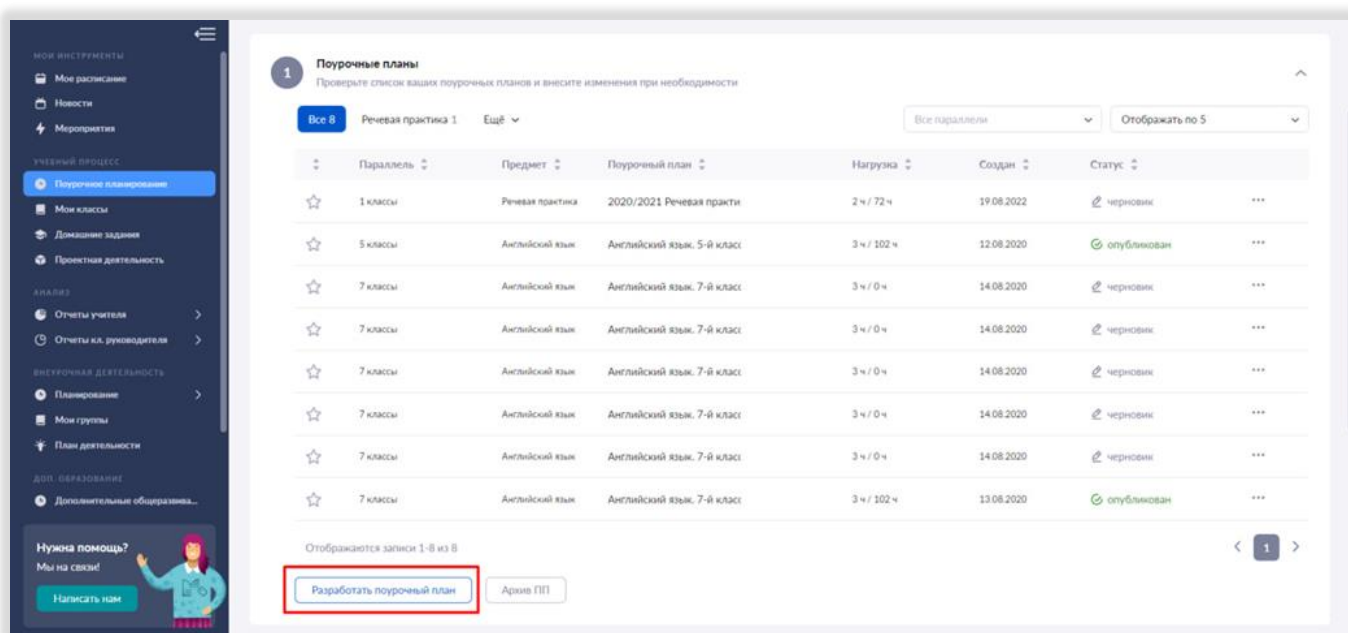 МОИ ИНСТРУМЕНТЫ
Мое расписание
Новости
Мероприятия
УЧЕБНЫЙ ПРОЦЕСС
Поурочное планирование
Мои классы
Домашние задания
Проектная деятельность
АНАЛИЗ
Отчеты учителя
Отчеты кл. руководителя
ВНЕУРОЧНАЯ ДЕЯТЕЛЬНОСТЬ
Планирование
Мои группы
План деятельности
ДОП. ОБРАЗОВАНИЕ
Дополнительные общеразвива...
Нужна помощь?
Мы на связи!
Написать нам
1 Поурочные планы
Проверьте список ваших поурочных планов и внесите изменения при необходимости
Все 8 Речевая практика 1 Ещё Все параллели Отображать по 5
Параллель Предмет Поурочный план Нагрузка Создан Статус
1 классы Речевая практика 2020/2021 Речевая практи 2 ч / 72 ч 19.08.2022 черновик ...
5 классы Английский язык Английский язык. 5-й класс 3 ч / 102 ч 12.08.2020 опубликован ...
7 классы Английский язык Английский язык. 7-й класс 3 ч / 0 ч 14.08.2020 черновик ...
7 классы Английский язык Английский язык. 7-й класс 3 ч / 0 ч 14.08.2020 черновик ...
7 классы Английский язык Английский язык. 7-й класс 3 ч / 0 ч 14.08.2020 черновик ...
7 классы Английский язык Английский язык. 7-й класс 3 ч / 0 ч 14.08.2020 черновик ...
7 классы Английский язык Английский язык. 7-й класс 3 ч / 0 ч 14.08.2020 черновик ...
7 классы Английский язык Английский язык. 7-й класс 3 ч / 102 ч 13.08.2020 опубликован ...
Отображаются записи 1-8 из 8 1
Разработать поурочный план Архив ПП